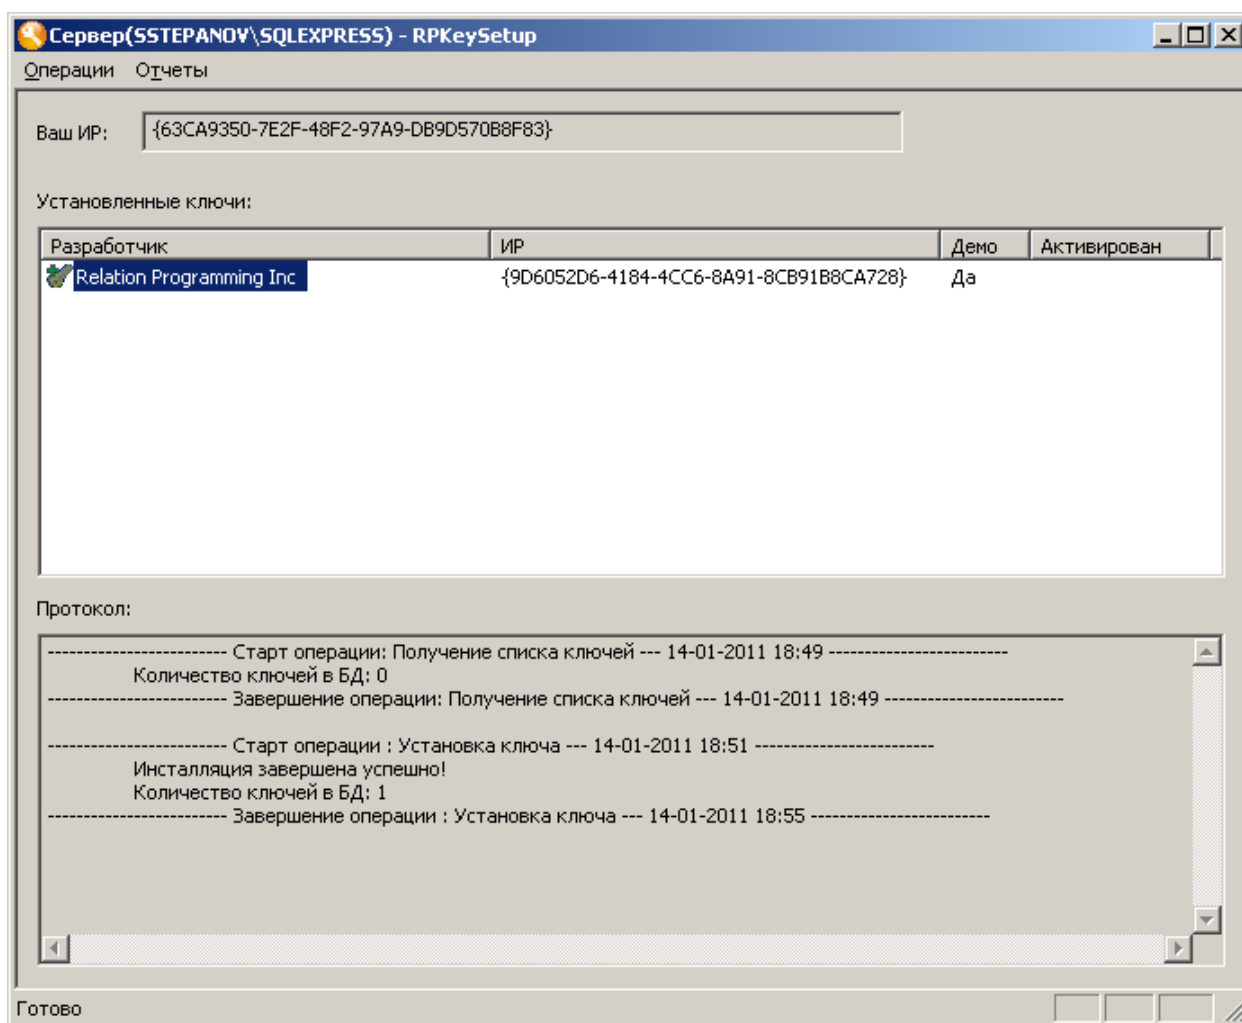 Сервер(SSTEPANOV\SQLEXPRESS) - RPKeySetup
Операции Отчеты
Ваш ИР: {63CA9350-7E2F-48F2-97A9-DB9D570B8F83}
Установленные ключи:
Разработчик ИР Демо Активирован
Relation Programming Inc {9D6052D6-4184-4CC6-8A91-8CB91B8CA728} Да
Протокол:
------------------------- Старт операции: Получение списка ключей --- 14-01-2011 18:49 -------------------------
Количество ключей в БД: 0
------------------------- Завершение операции: Получение списка ключей --- 14-01-2011 18:49 -------------------------
------------------------- Старт операции : Установка ключа --- 14-01-2011 18:51 -------------------------
Инсталляция завершена успешно!
Количество ключей в БД: 1
------------------------- Завершение операции : Установка ключа --- 14-01-2011 18:55 -------------------------
Готово